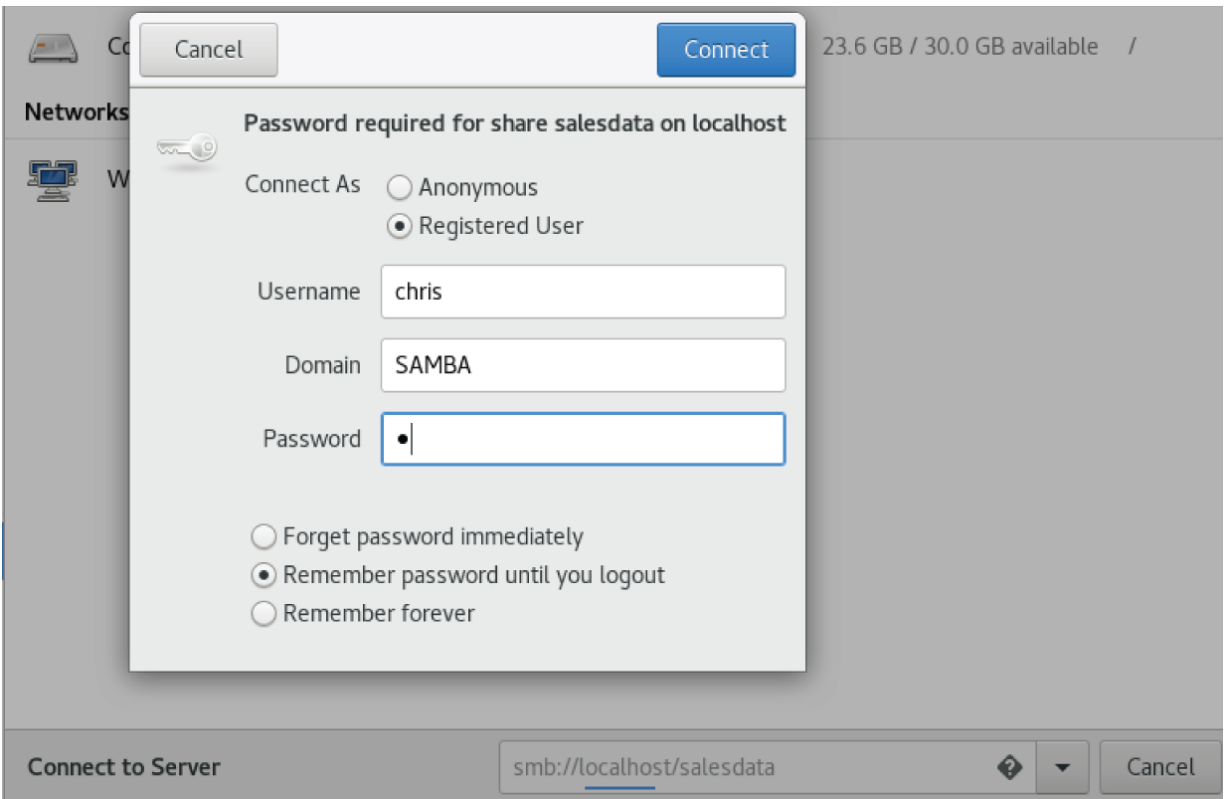 Cancel
Connect
23.6 GB / 30.0 GB available /
Networks
Password required for share salesdata on localhost
Connect As
Anonymous
Registered User
Username chris
Domain SAMBA
Password
Forget password immediately
Remember password until you logout
Remember forever
Connect to Server smb://localhost/salesdata Cancel